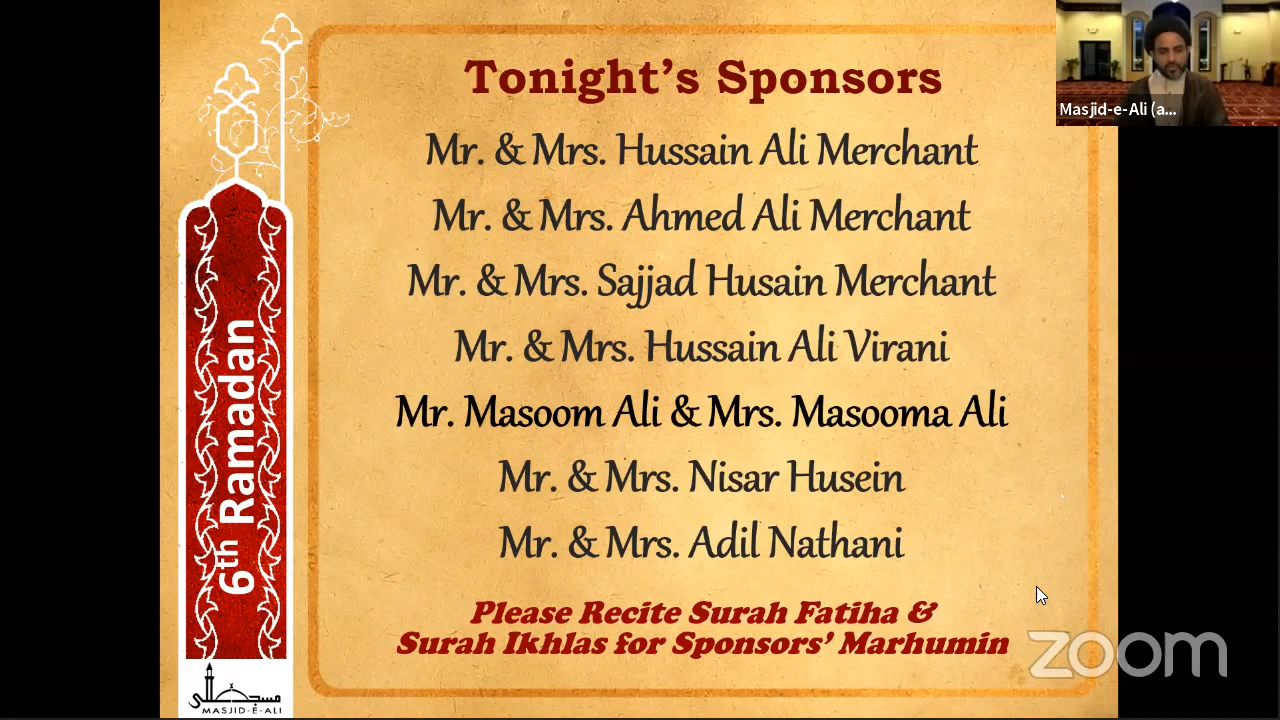 Tonight's Sponsors
Mr. & Mrs. Hussain Ali Merchant
Mr. & Mrs. Ahmed Ali Merchant
Mr. & Mrs. Sajjad Husain Merchant
Mr. & Mrs. Hussain Ali Virani
Mr. Masoom Ali & Mrs. Masooma Ali
Mr. & Mrs. Nisar Husein
Mr. & Mrs. Adil Nathani
Please Recite Surah Fatiha &
Surah Ikhlas for Sponsors' Marhumin
6th Ramadan
مسجد علی
MASJID-E-ALI
Masjid-e-Ali (a...
zoom